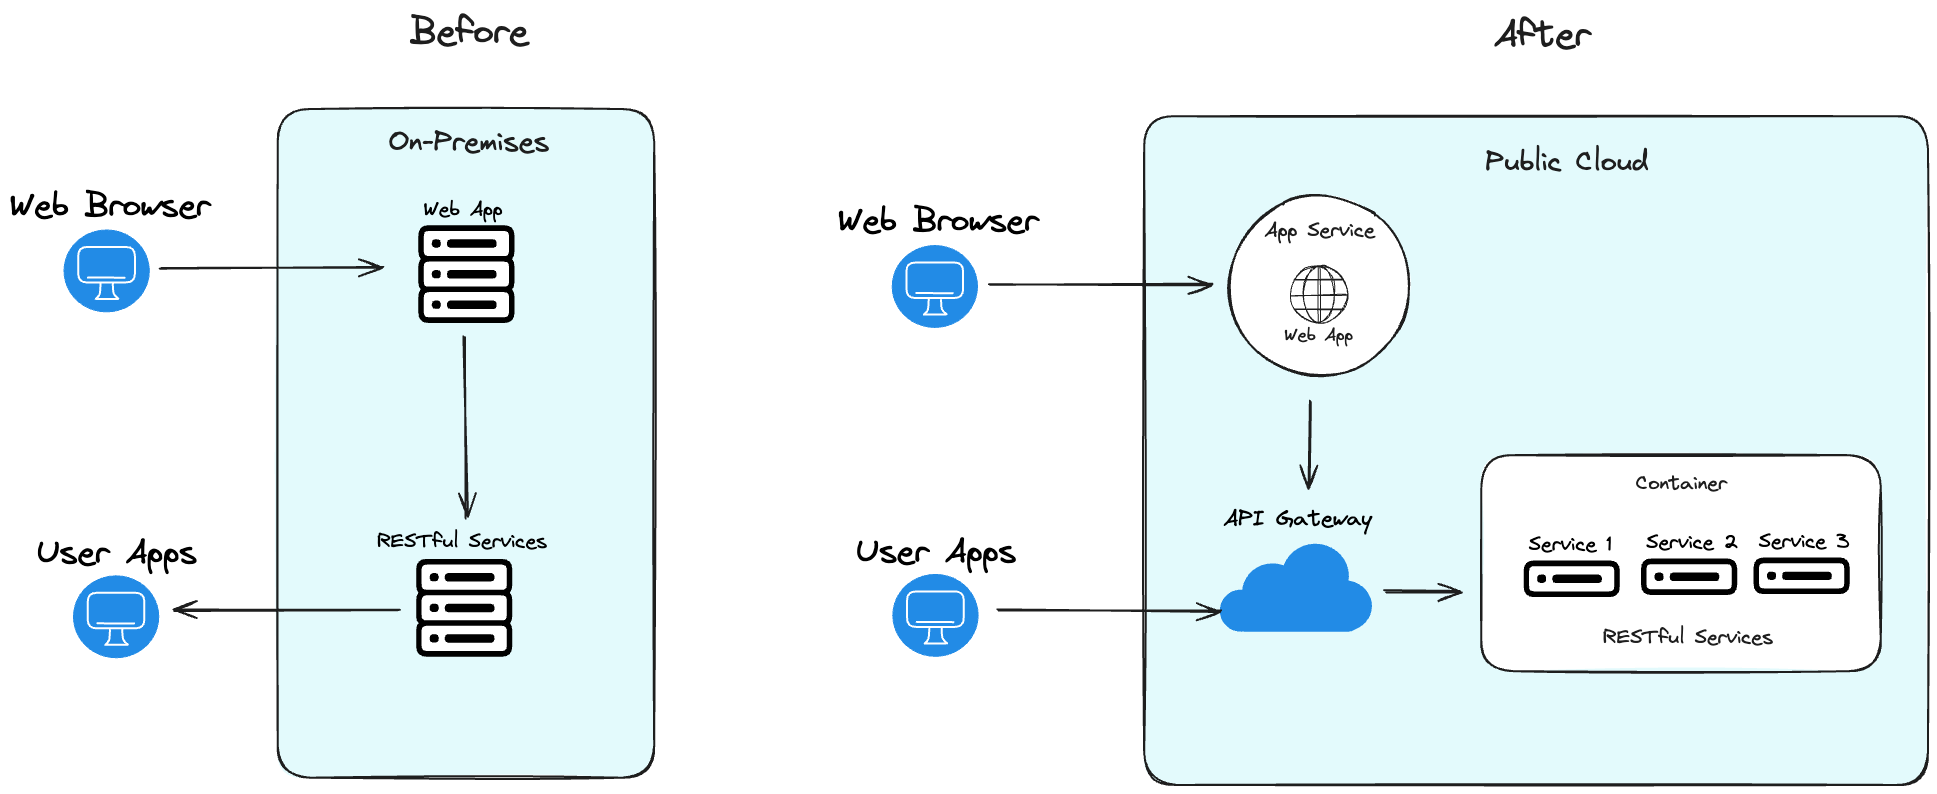 Before
On-Premises
Web Browser
Web App
RESTful Services
User Apps
After
Public Cloud
Web Browser
App Service
Web App
API Gateway
User Apps
Container
Service 1
Service 2
Service 3
RESTful Services